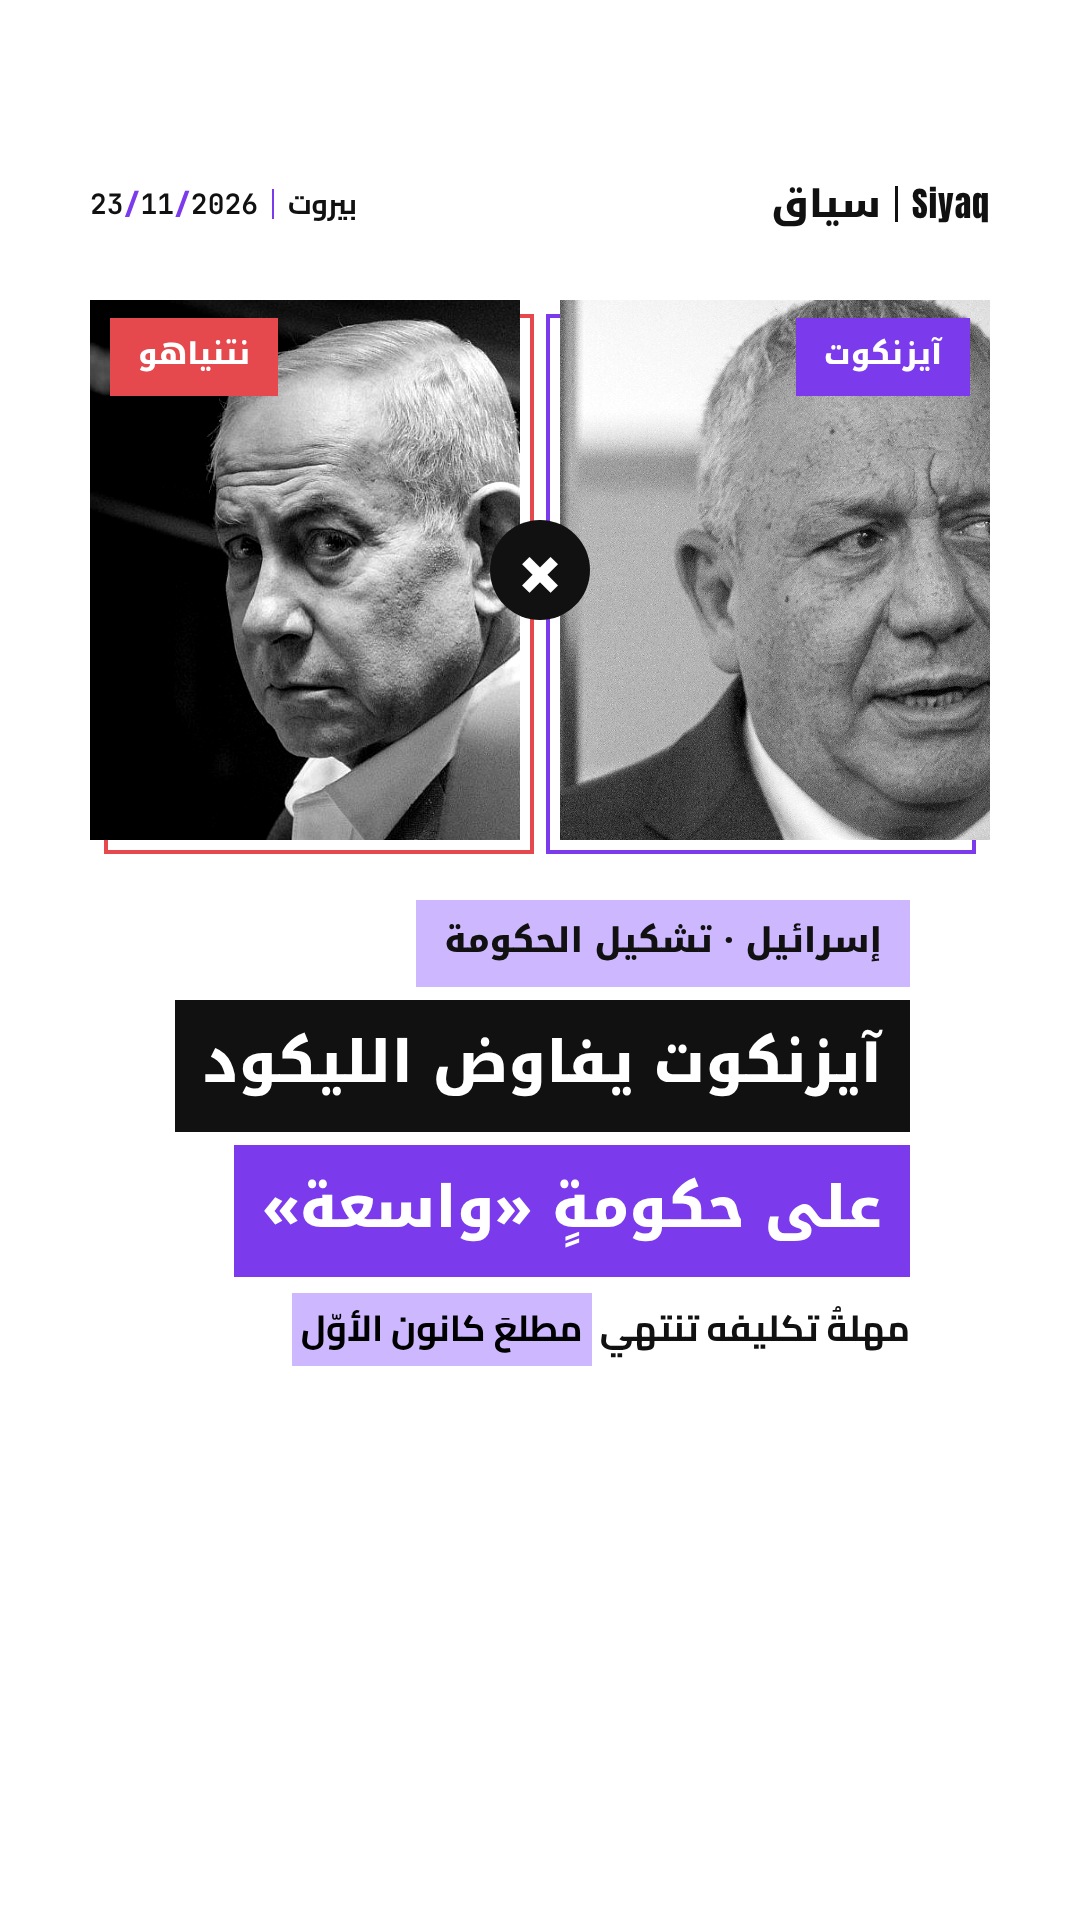 سياق | Siyaq
بيروت | 23/11/2026
آيزنكوت
نتنياهو
إسرائيل · تشكيل الحكومة
آيزنكوت يفاوض الليكود
على حكومةٍ «واسعة»
مهلةُ تكليفه تنتهي مطلعَ كانون الأوّل